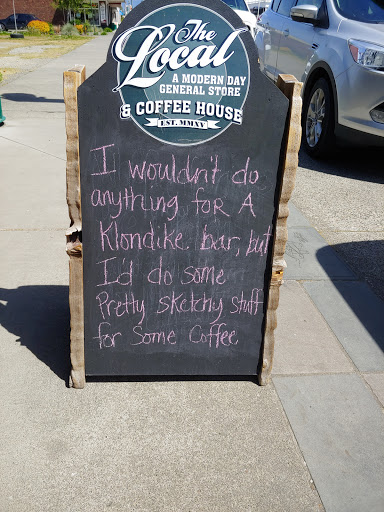 The
Local
A MODERN DAY
GENERAL STORE
& COFFEE HOUSE
EST. MMXV
I wouldn't do
anything for A
Klondike bar, but
I'd do some
Pretty sketchy stuff
for Some Coffee